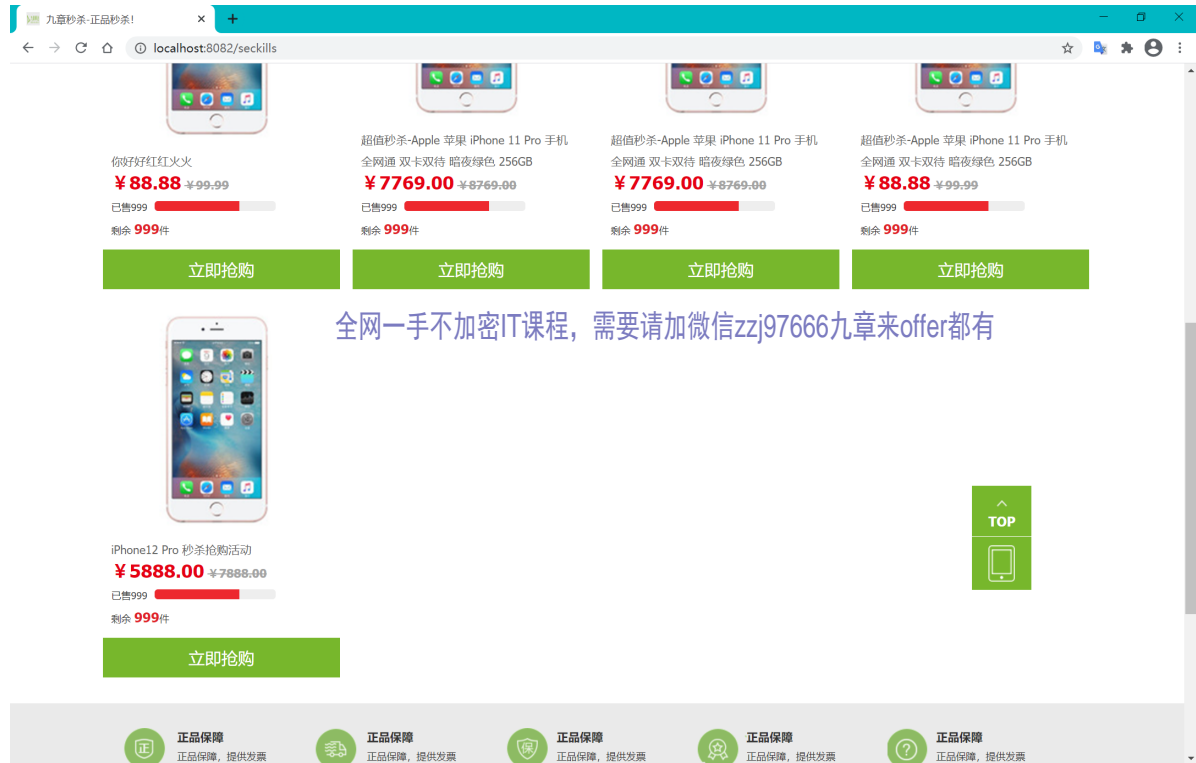 九章秒杀-正品秒杀!
localhost:8082/seckills
你好好红红火火
￥88.88 ￥99.99
已售999
剩余 999件
立即抢购
超值秒杀-Apple 苹果 iPhone 11 Pro 手机
全网通 双卡双待 暗夜绿色 256GB
￥7769.00 ￥8769.00
已售999
剩余 999件
立即抢购
超值秒杀-Apple 苹果 iPhone 11 Pro 手机
全网通 双卡双待 暗夜绿色 256GB
￥7769.00 ￥8769.00
已售999
剩余 999件
立即抢购
超值秒杀-Apple 苹果 iPhone 11 Pro 手机
全网通 双卡双待 暗夜绿色 256GB
￥88.88 ￥99.99
已售999
剩余 999件
立即抢购
全网一手不加密IT课程，需要请加微信zzj97666九章来offer都有
iPhone12 Pro 秒杀抢购活动
￥5888.00 ￥7888.00
已售999
剩余 999件
立即抢购
TOP
正
正品保障
正品保障，提供发票
正品保障
正品保障，提供发票
保
正品保障
正品保障，提供发票
正品保障
正品保障，提供发票
?
正品保障
正品保障，提供发票